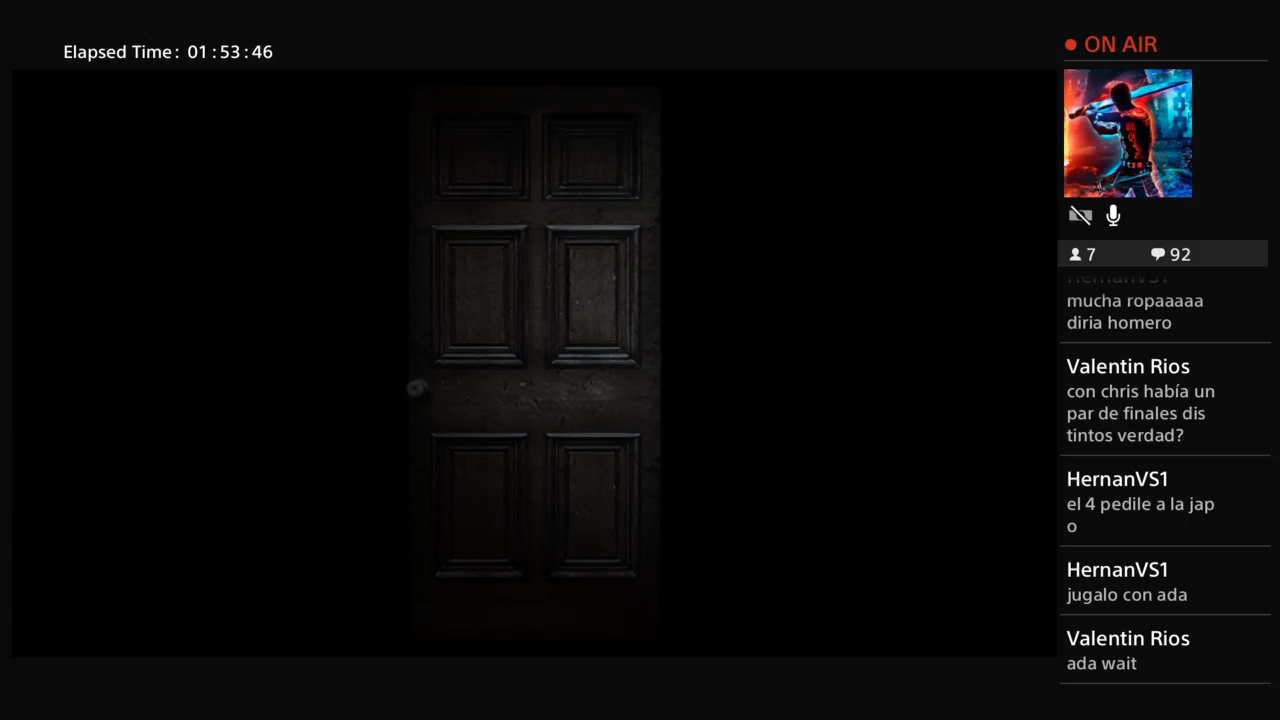 Elapsed Time: 01:53:46
ON AIR
7 92
HernanVS1
mucha ropaaaaa
diria homero
Valentin Rios
con chris había un
par de finales dis
tintos verdad?
HernanVS1
el 4 pedile a la jap
o
HernanVS1
jugalo con ada
Valentin Rios
ada wait